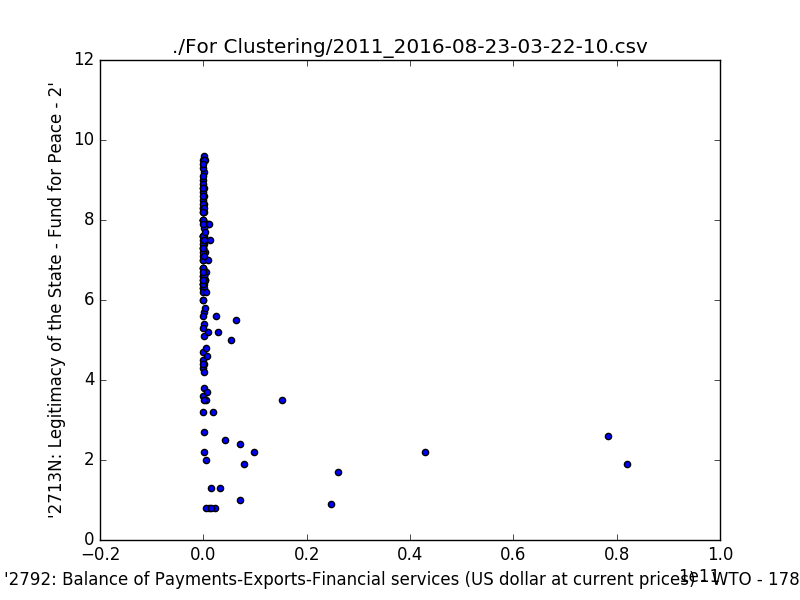 ./For Clustering/2011_2016-08-23-03-22-10.csv
12
10
8
6
4
2
0
'2713N: Legitimacy of the State - Fund for Peace - 2'
−0.2 0.0 0.2 0.4 0.6 0.8 1.0
1e11
'2792: Balance of Payments-Exports-Financial services (US dollar at current prices) - WTO - 178